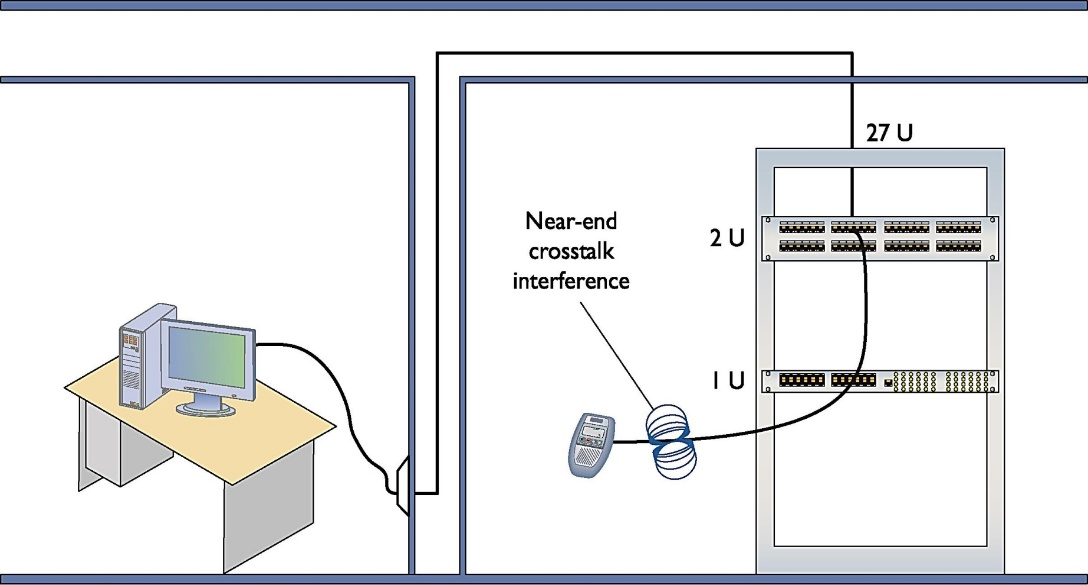 27 U
Near-end
crosstalk
interference
2 U
1 U